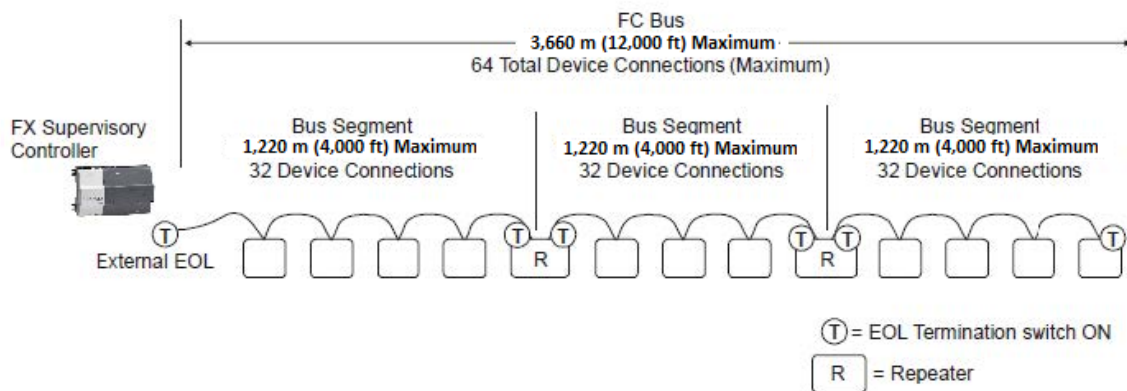 FC Bus
3,660 m (12,000 ft) Maximum
64 Total Device Connections (Maximum)
FX Supervisory
Controller
Bus Segment
1,220 m (4,000 ft) Maximum
32 Device Connections
Bus Segment
1,220 m (4,000 ft) Maximum
32 Device Connections
Bus Segment
1,220 m (4,000 ft) Maximum
32 Device Connections
T
T T
T T
T
External EOL
R
R
T = EOL Termination switch ON
R = Repeater